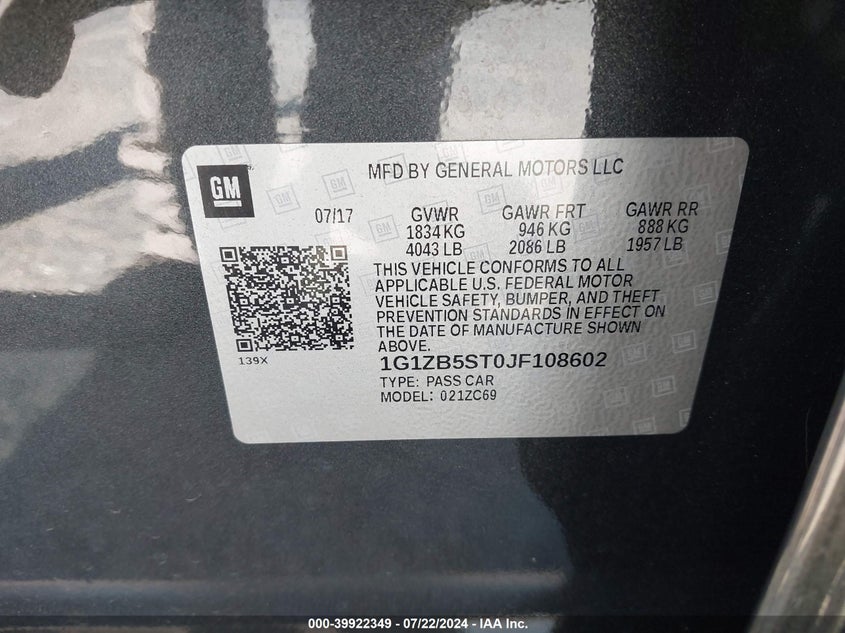 GM
MFD BY GENERAL MOTORS LLC
07/17
GVWR GAWR FRT GAWR RR
1834 KG 946 KG 888 KG
4043 LB 2086 LB 1957 LB
THIS VEHICLE CONFORMS TO ALL
APPLICABLE U.S. FEDERAL MOTOR
VEHICLE SAFETY, BUMPER, AND THEFT
PREVENTION STANDARDS IN EFFECT ON
THE DATE OF MANUFACTURE SHOWN
ABOVE.
139X
1G1ZB5ST0JF108602
TYPE: PASS CAR
MODEL: 021ZC69
000-39922349 - 07/22/2024 - IAA Inc.